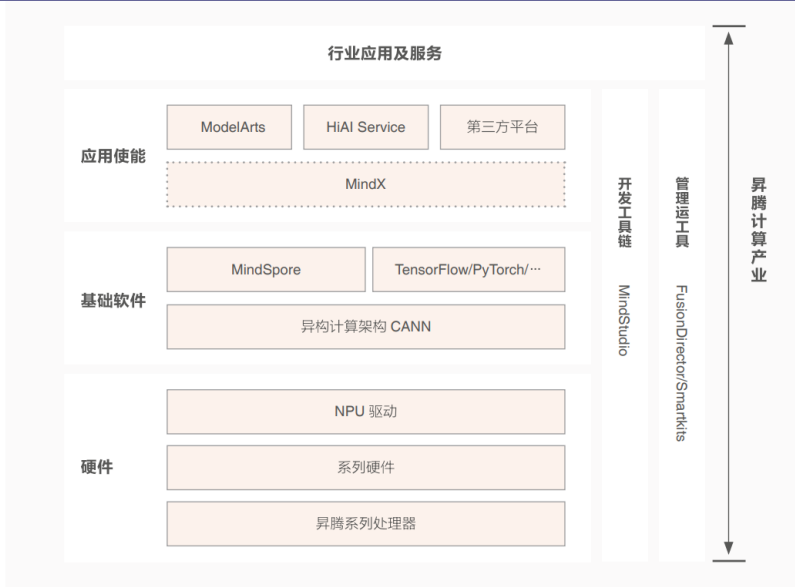 行业应用及服务
应用使能
ModelArts
HiAI Service
第三方平台
MindX
基础软件
MindSpore
TensorFlow/PyTorch/···
异构计算架构 CANN
硬件
NPU 驱动
系列硬件
昇腾系列处理器
开发工具链 MindStudio
管理运工具 FusionDirector/Smartkits
昇腾计算产业